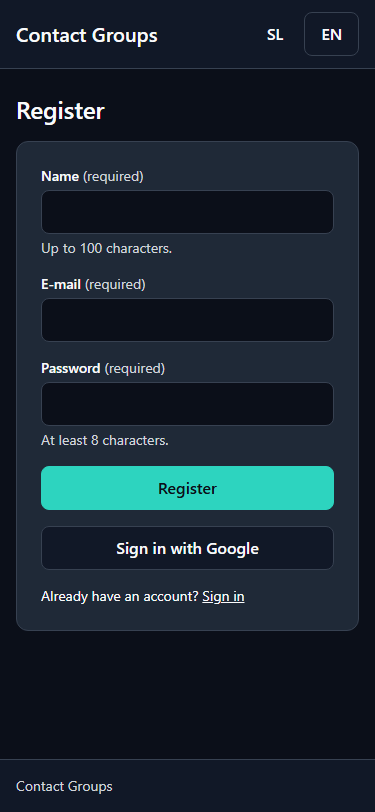 Contact Groups
SL
EN
Register
Name (required)
Up to 100 characters.
E-mail (required)
Password (required)
At least 8 characters.
Register
Sign in with Google
Already have an account? Sign in
Contact Groups